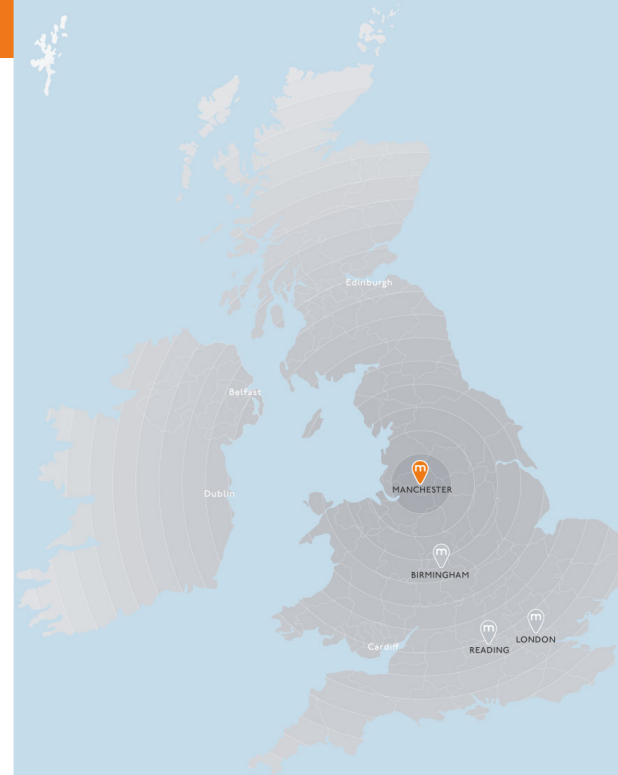 Edinburgh
Belfast
m
MANCHESTER
Dublin
m
BIRMINGHAM
m
LONDON
m
READING
Cardiff